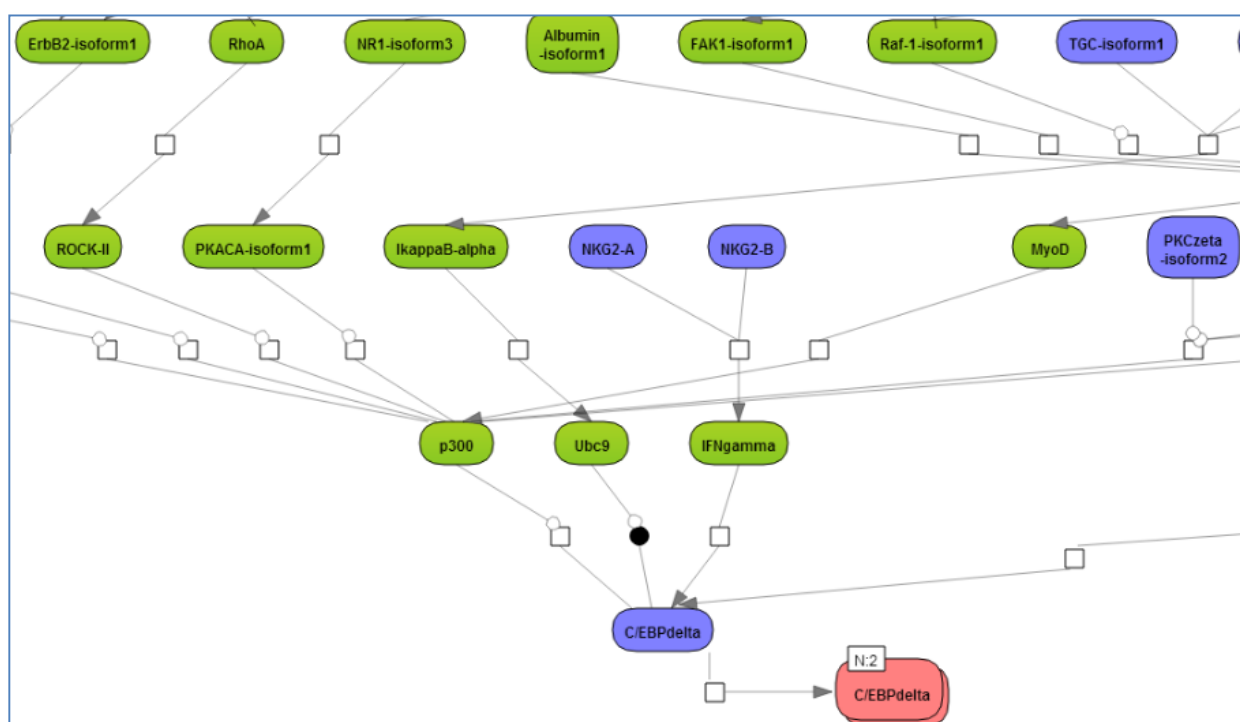 ErbB2-isoform1
RhoA
NR1-isoform3
Albumin
-isoform1
FAK1-isoform1
Raf-1-isoform1
TGC-isoform1
ROCK-II
PKACA-isoform1
IkappaB-alpha
NKG2-A
NKG2-B
MyoD
PKCzeta
-isoform2
p300
Ubc9
IFNgamma
C/EBPdelta
N:2
C/EBPdelta